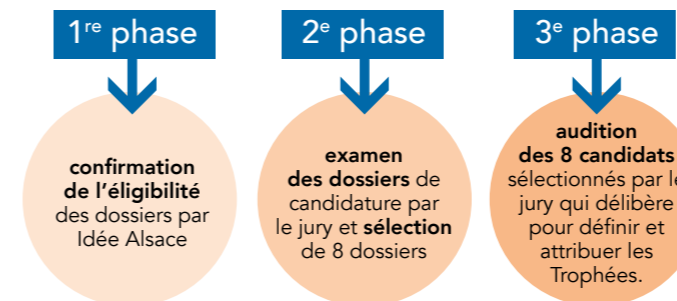 1re phase
confirmation
de l'éligibilité
des dossiers par
Idée Alsace
2e phase
examen
des dossiers de
candidature par
le jury et sélection
de 8 dossiers
3e phase
audition
des 8 candidats
sélectionnés par le
jury qui délibère
pour définir et
attribuer les
Trophées.